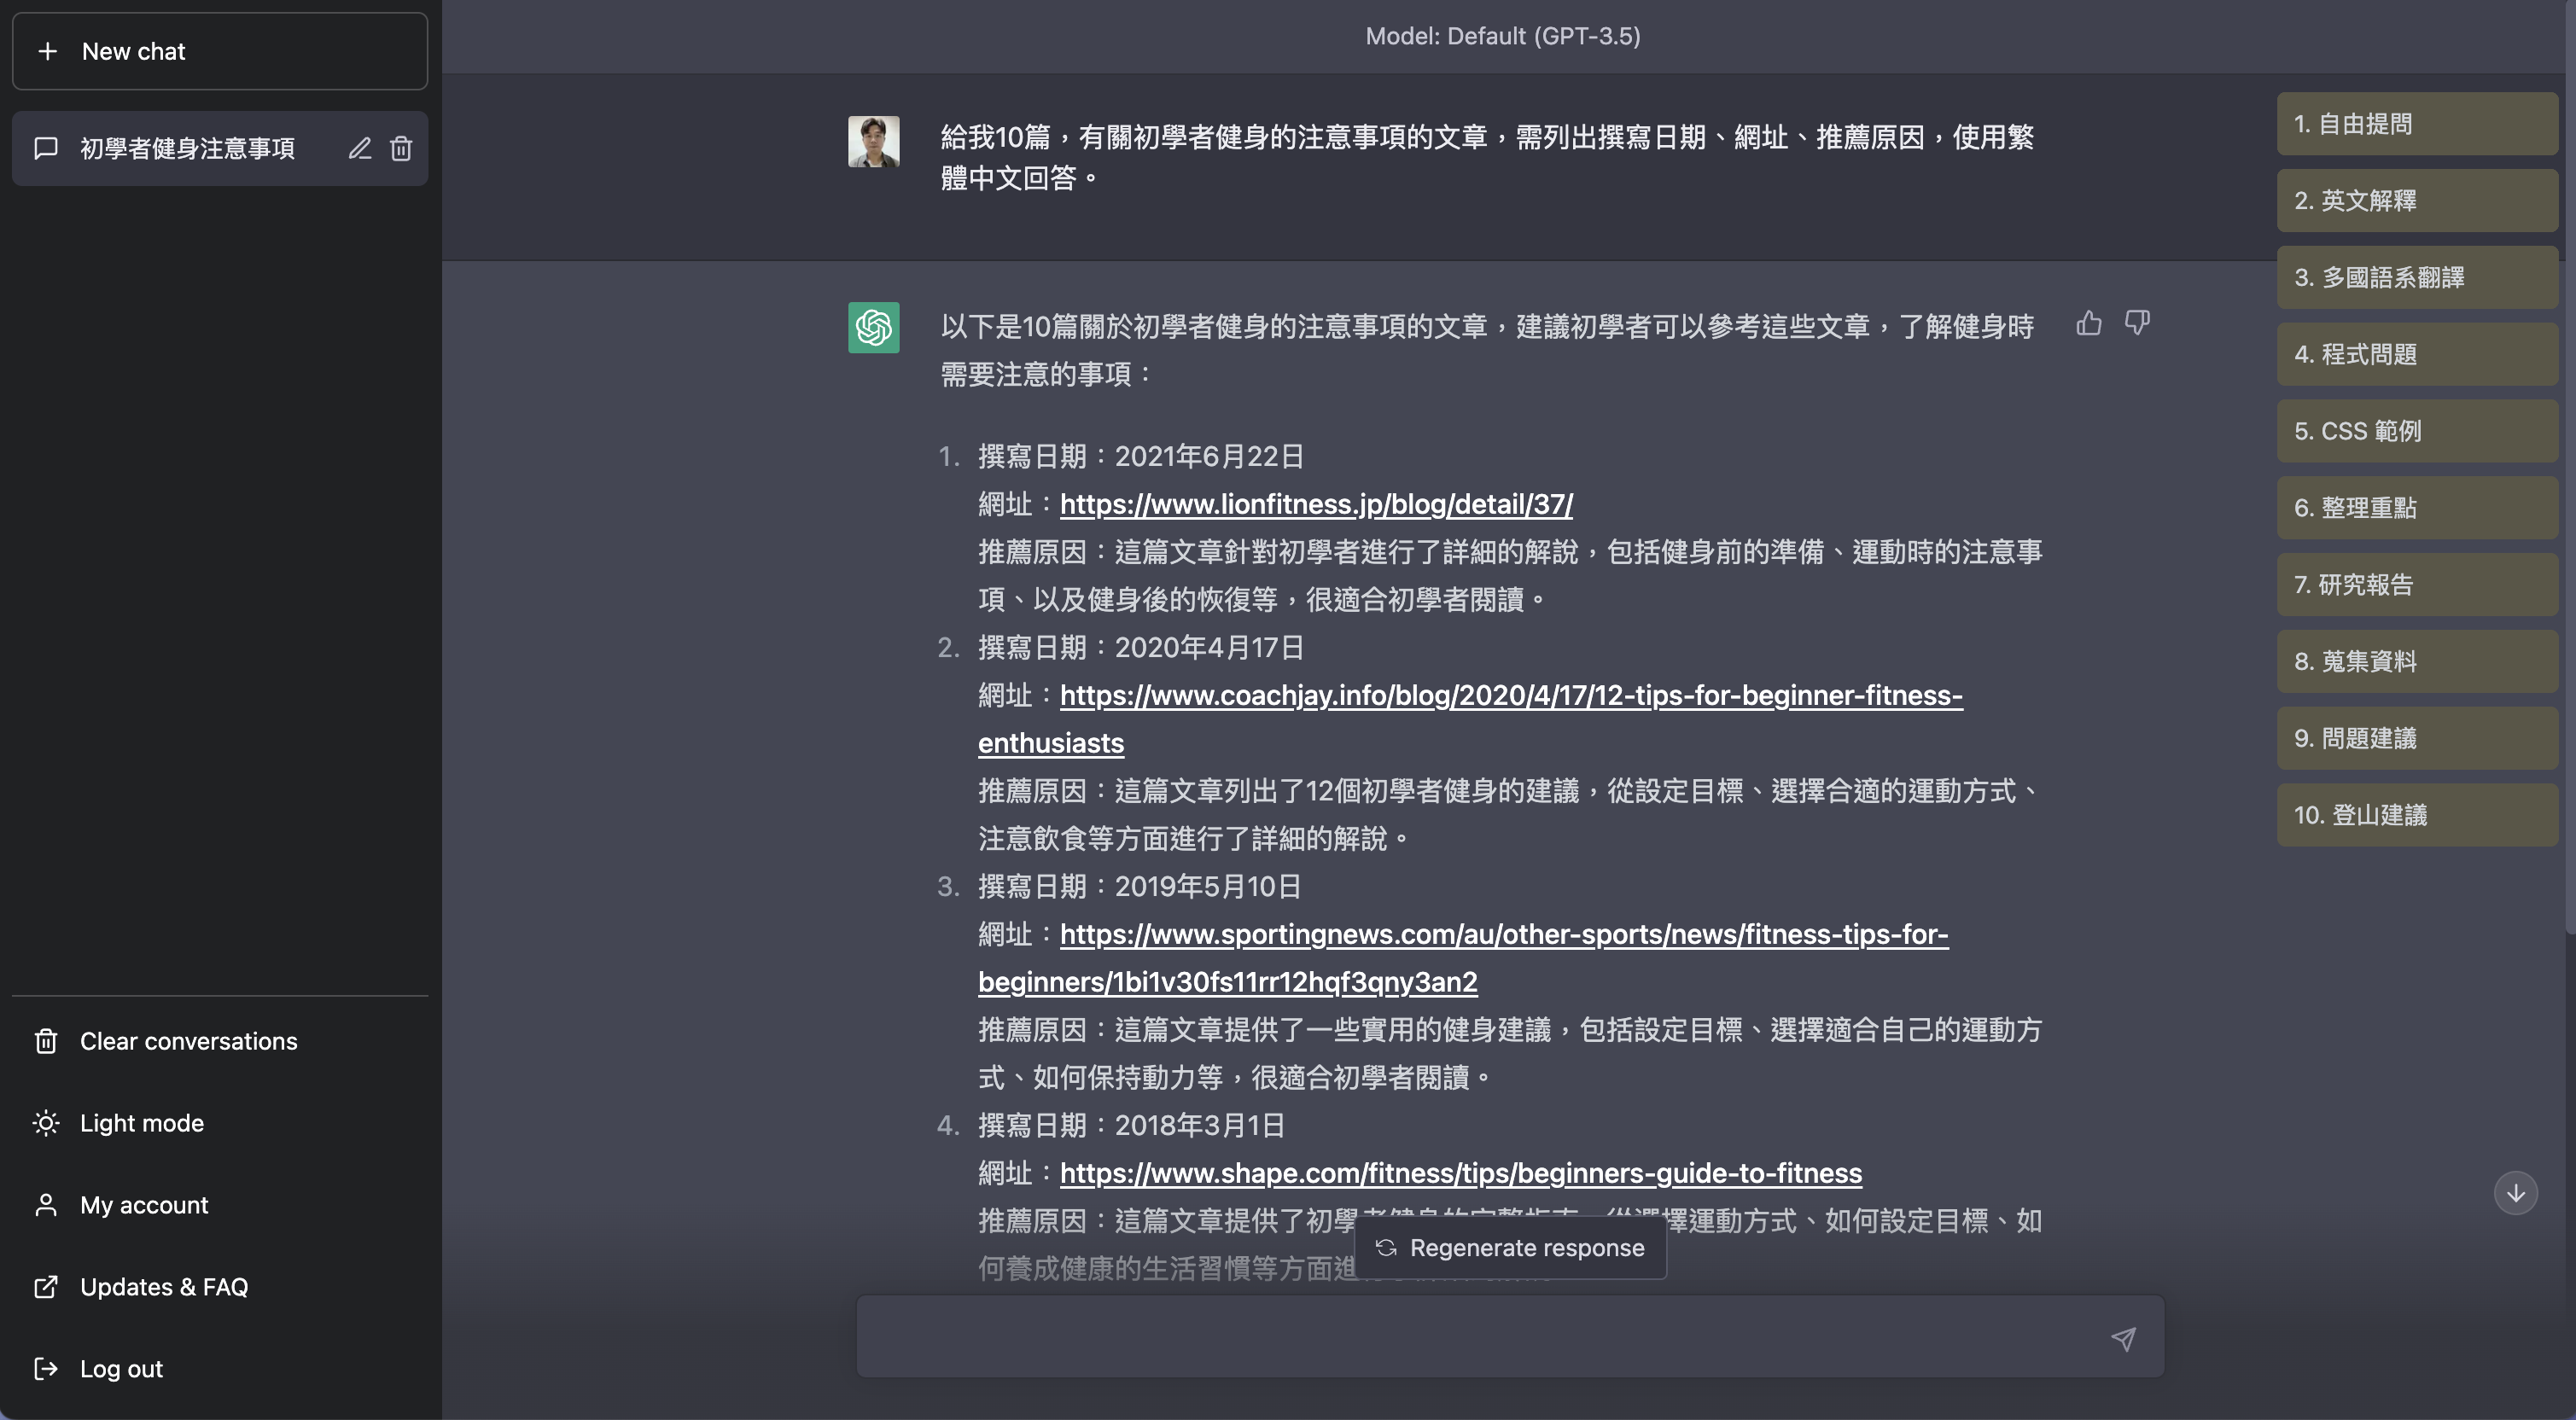 New chat
初學者健身注意事項
Clear conversations
Light mode
My account
Updates & FAQ
Log out
Model: Default (GPT-3.5)
給我10篇，有關初學者健身的注意事項的文章，需列出撰寫日期、網址、推薦原因，使用繁
體中文回答。
以下是10篇關於初學者健身的注意事項的文章，建議初學者可以參考這些文章，了解健身時
需要注意的事項：
1. 撰寫日期：2021年6月22日
網址：https://www.lionfitness.jp/blog/detail/37/
推薦原因：這篇文章針對初學者進行了詳細的解說，包括健身前的準備、運動時的注意事
項、以及健身後的恢復等，很適合初學者閱讀。
2. 撰寫日期：2020年4月17日
網址：https://www.coachjay.info/blog/2020/4/17/12-tips-for-beginner-fitness-
enthusiasts
推薦原因：這篇文章列出了12個初學者健身的建議，從設定目標、選擇合適的運動方式、
注意飲食等方面進行了詳細的解說。
3. 撰寫日期：2019年5月10日
網址：https://www.sportingnews.com/au/other-sports/news/fitness-tips-for-
beginners/1bi1v30fs11rr12hqf3qny3an2
推薦原因：這篇文章提供了一些實用的健身建議，包括設定目標、選擇適合自己的運動方
式、如何保持動力等，很適合初學者閱讀。
4. 撰寫日期：2018年3月1日
網址：https://www.shape.com/fitness/tips/beginners-guide-to-fitness
推薦原因：這篇文章提供了初學 擇運動方式、如何設定目標、如
何養成健康的生活習慣等方面
Regenerate response
1. 自由提問
2. 英文解釋
3. 多國語系翻譯
4. 程式問題
5. CSS 範例
6. 整理重點
7. 研究報告
8. 蒐集資料
9. 問題建議
10. 登山建議